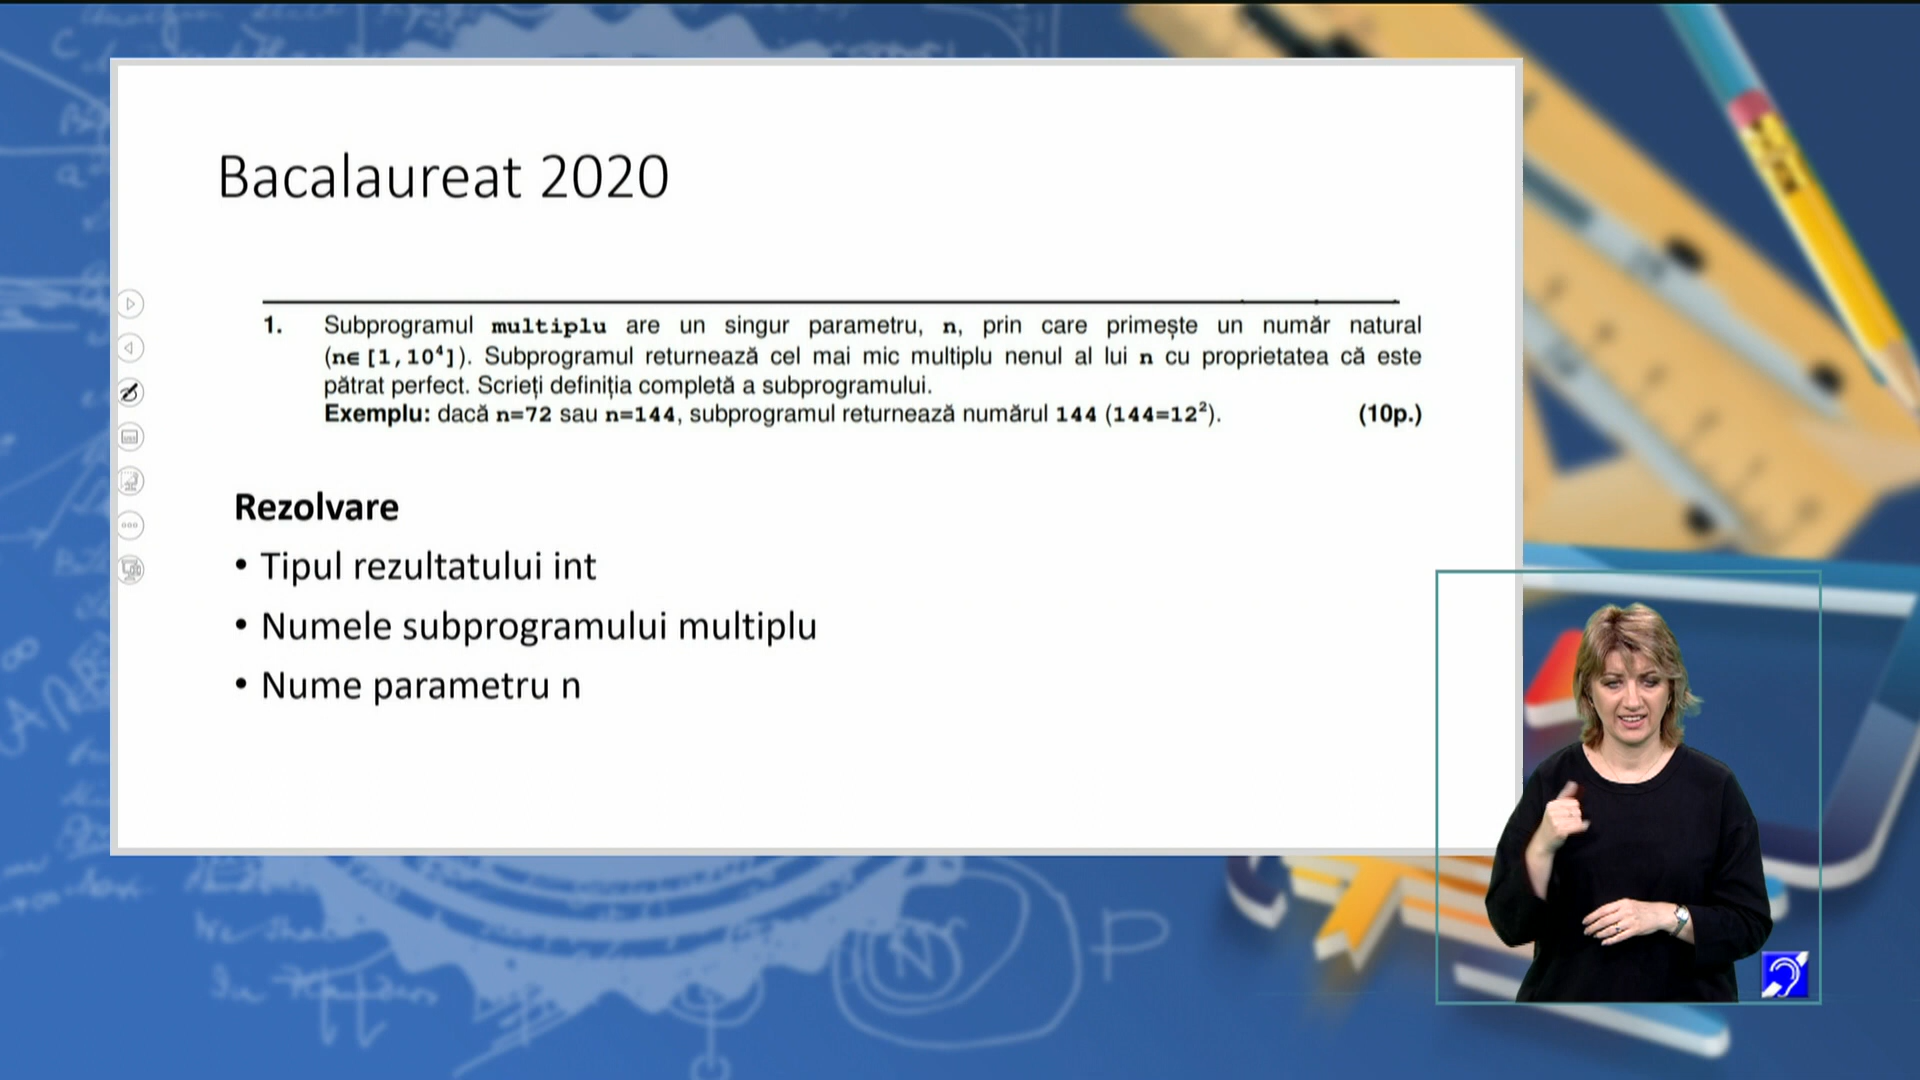 Bacalaureat 2020
1. Subprogramul multiplu are un singur parametru, n, prin care primește un număr natural
(n∈[1,10⁴]). Subprogramul returnează cel mai mic multiplu nenul al lui n cu proprietatea că este
pătrat perfect. Scrieți definiția completă a subprogramului.
Exemplu: dacă n=72 sau n=144, subprogramul returnează numărul 144 (144=12²). (10p.)
Rezolvare
• Tipul rezultatului int
• Numele subprogramului multiplu
• Nume parametru n
N
P